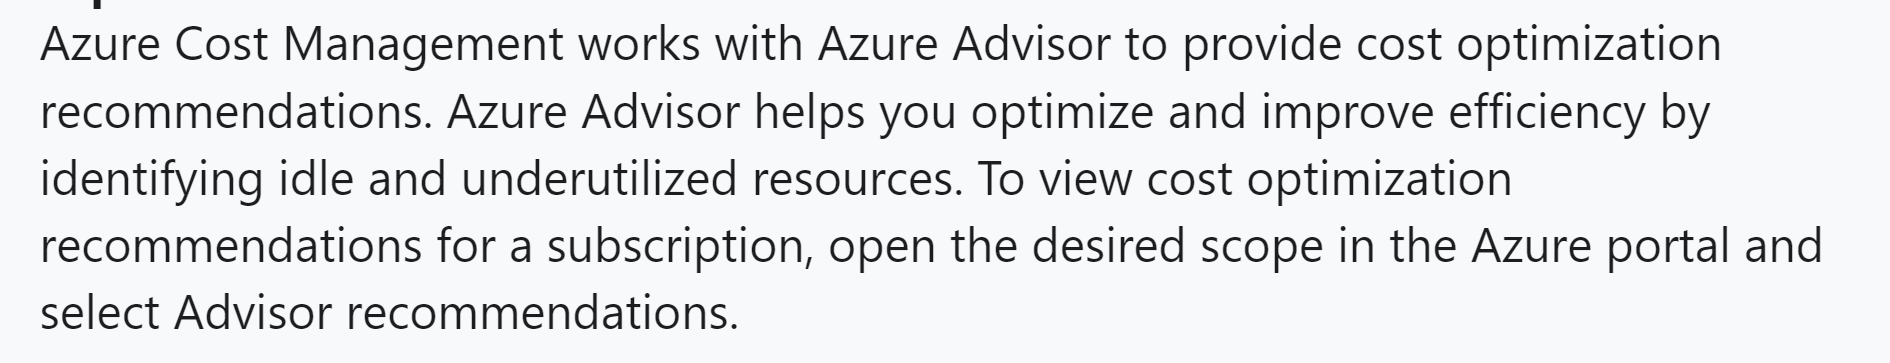 Azure Cost Management works with Azure Advisor to provide cost optimization
recommendations. Azure Advisor helps you optimize and improve efficiency by
identifying idle and underutilized resources. To view cost optimization
recommendations for a subscription, open the desired scope in the Azure portal and
select Advisor recommendations.